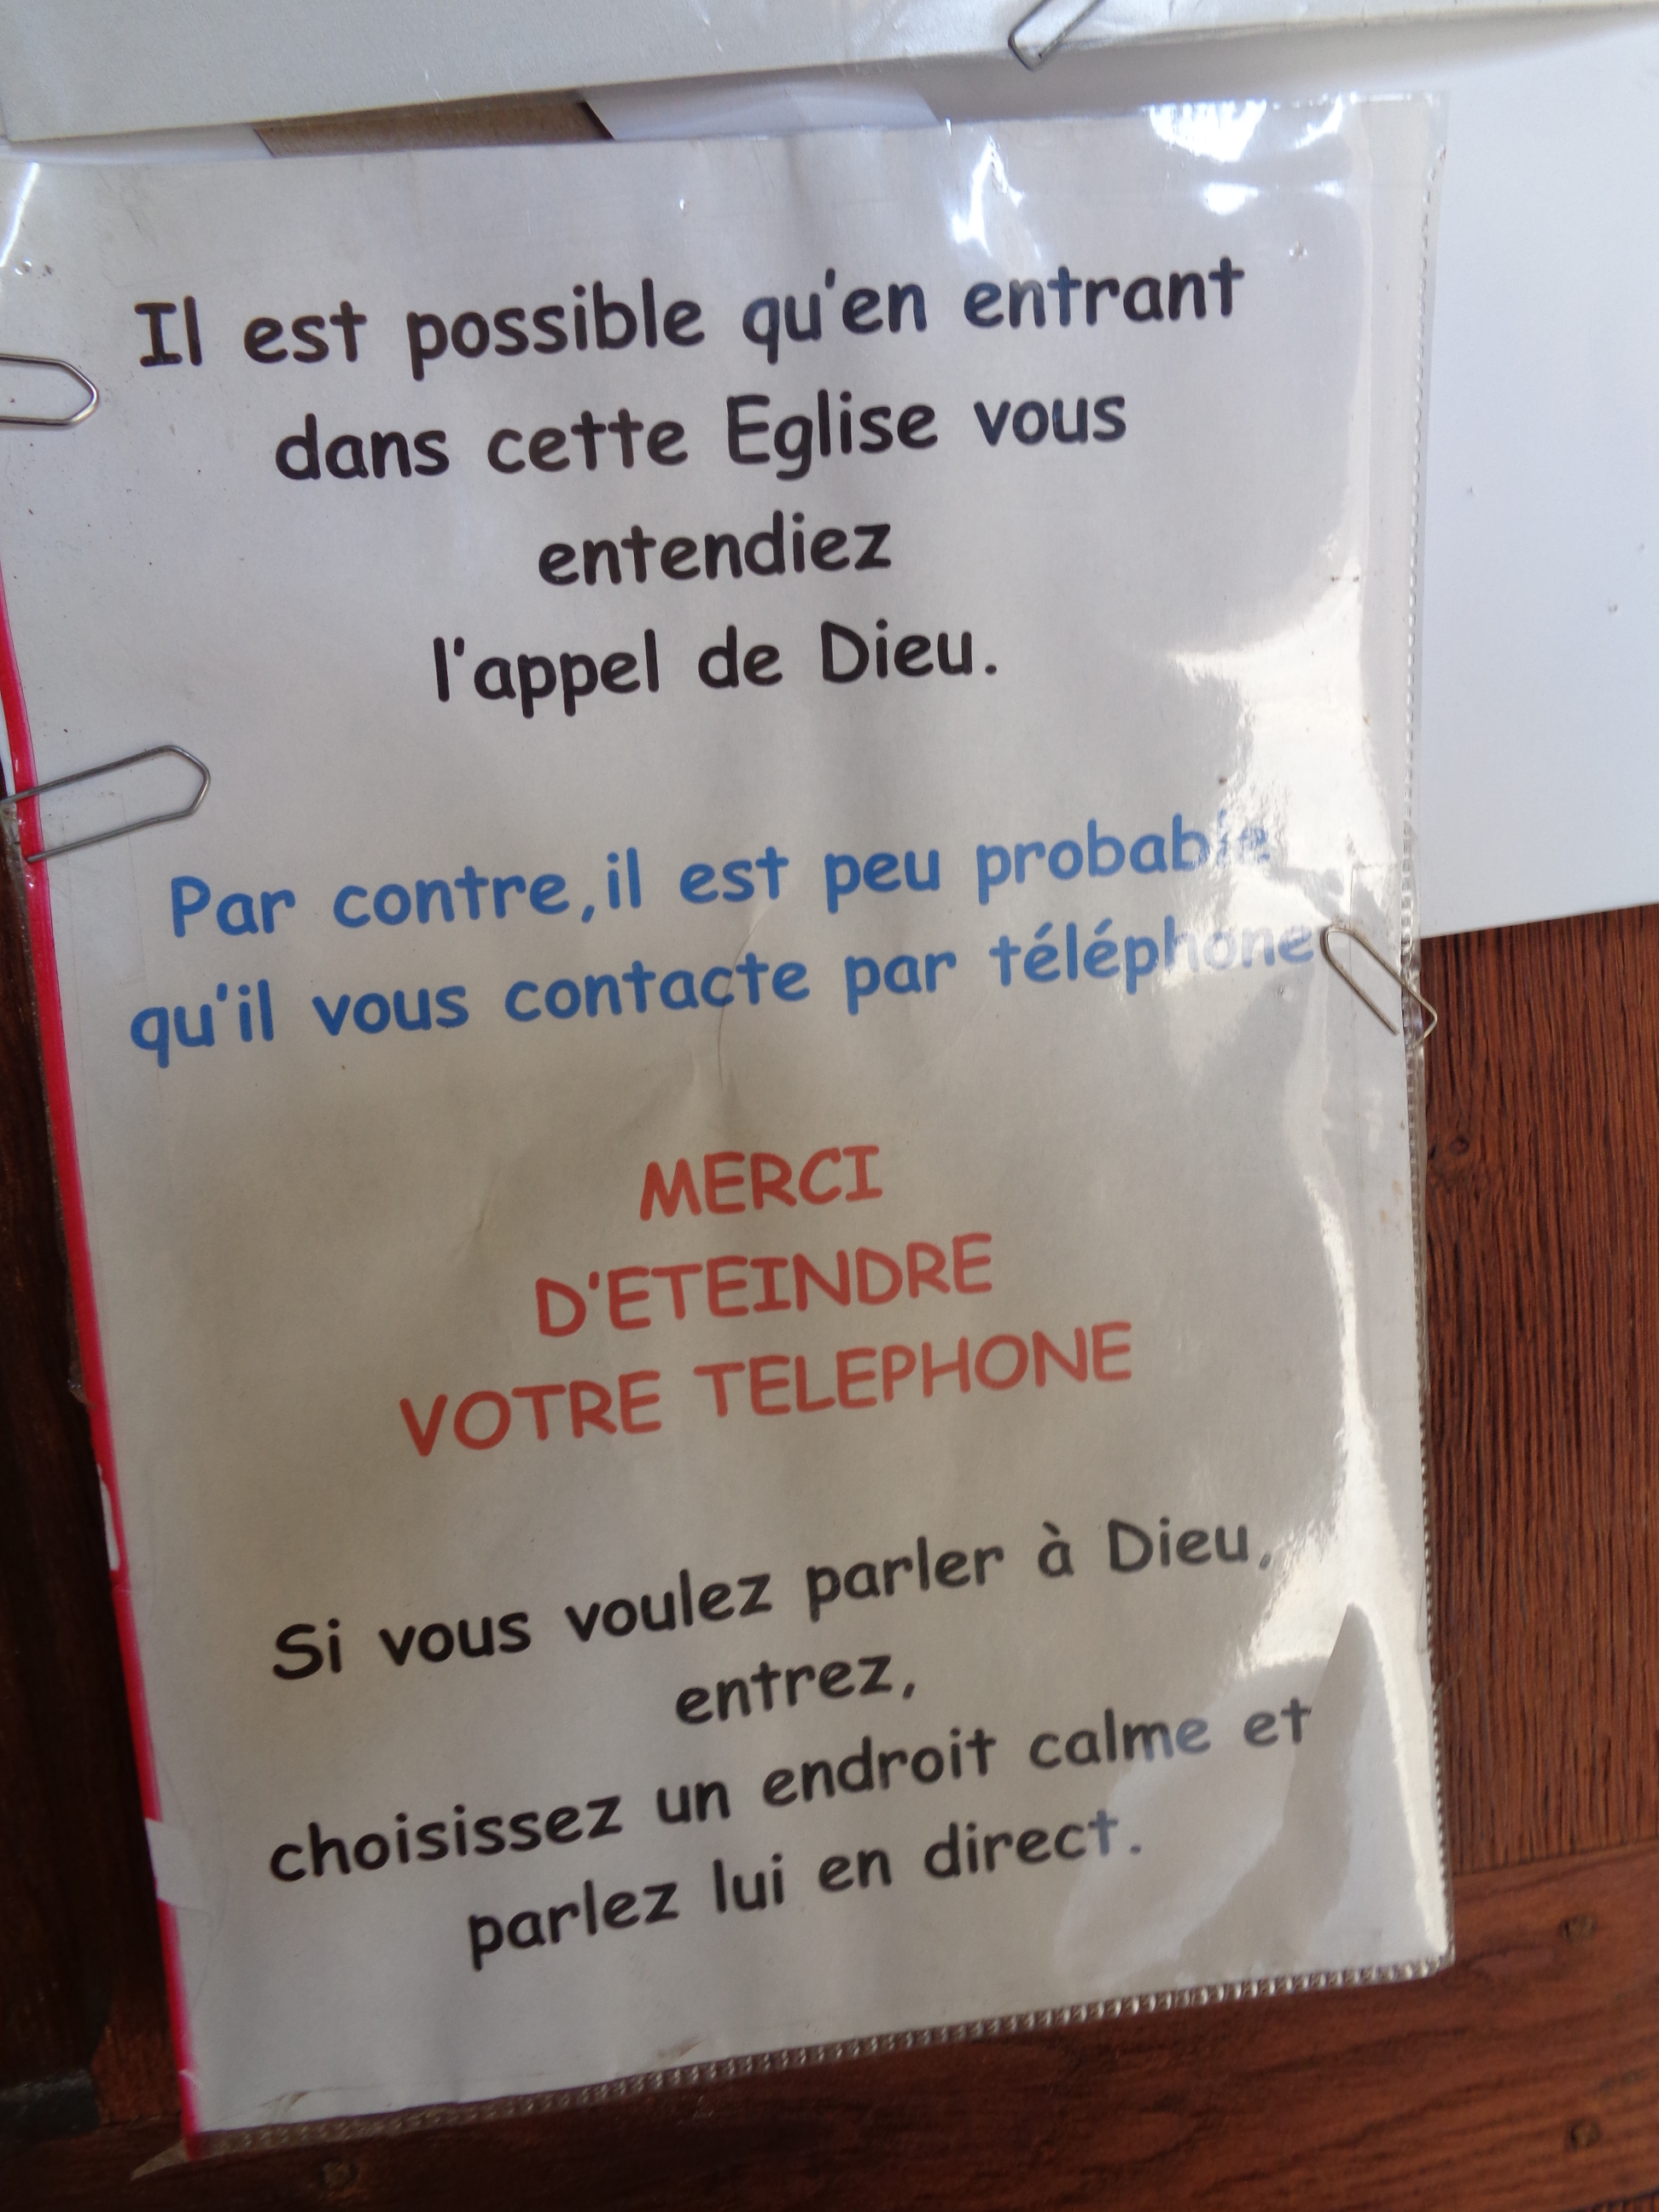 Il est possible qu'en entrant
dans cette Eglise vous
entendiez
l'appel de Dieu.
Par contre,il est peu probable
qu'il vous contacte par téléphone
MERCI
D'ETEINDRE
VOTRE TELEPHONE
Si vous voulez parler à Dieu,
entrez,
choisissez un endroit calme et
parlez lui en direct.